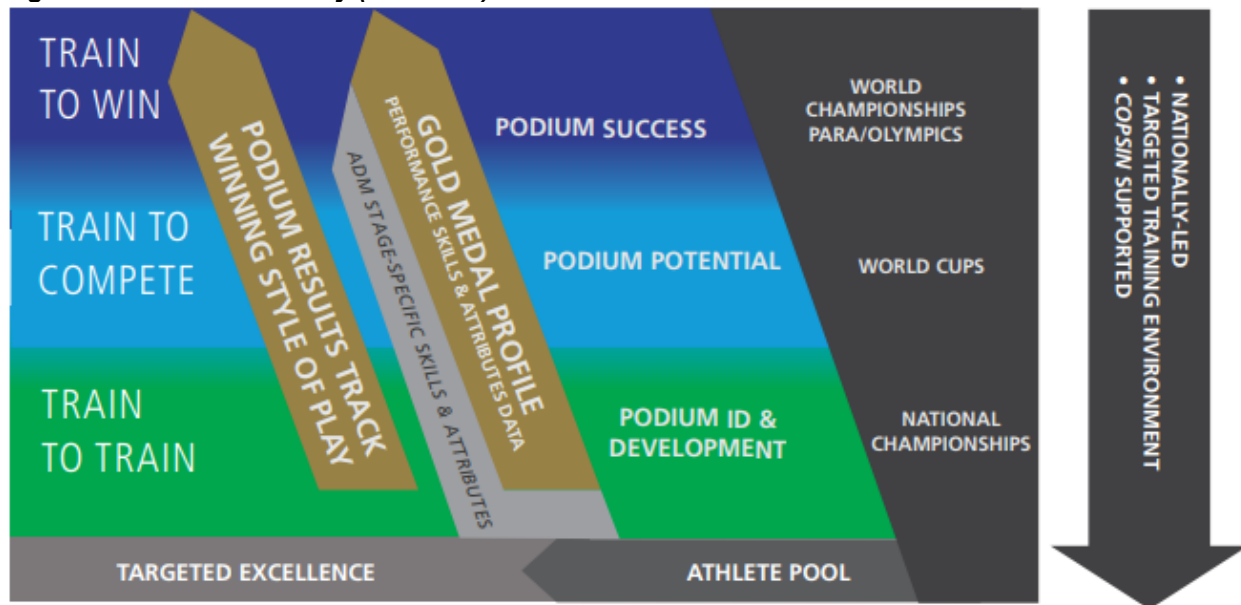 TRAIN
TO WIN
PODIUM RESULTS TRACK
WINNING STYLE OF PLAY
ADM STAGE-SPECIFIC SKILLS & ATTRIBUTES
GOLD MEDAL PROFILE
PERFORMANCE SKILLS & ATTRIBUTES DATA
PODIUM SUCCESS
WORLD
CHAMPIONSHIPS
PARA/OLYMPICS
TRAIN TO
COMPETE
PODIUM POTENTIAL
WORLD CUPS
TRAIN
TO TRAIN
PODIUM ID &
DEVELOPMENT
NATIONAL
CHAMPIONSHIPS
TARGETED EXCELLENCE
ATHLETE POOL
• NATIONALLY-LED
• TARGETED TRAINING ENVIRONMENT
• COPSIN SUPPORTED